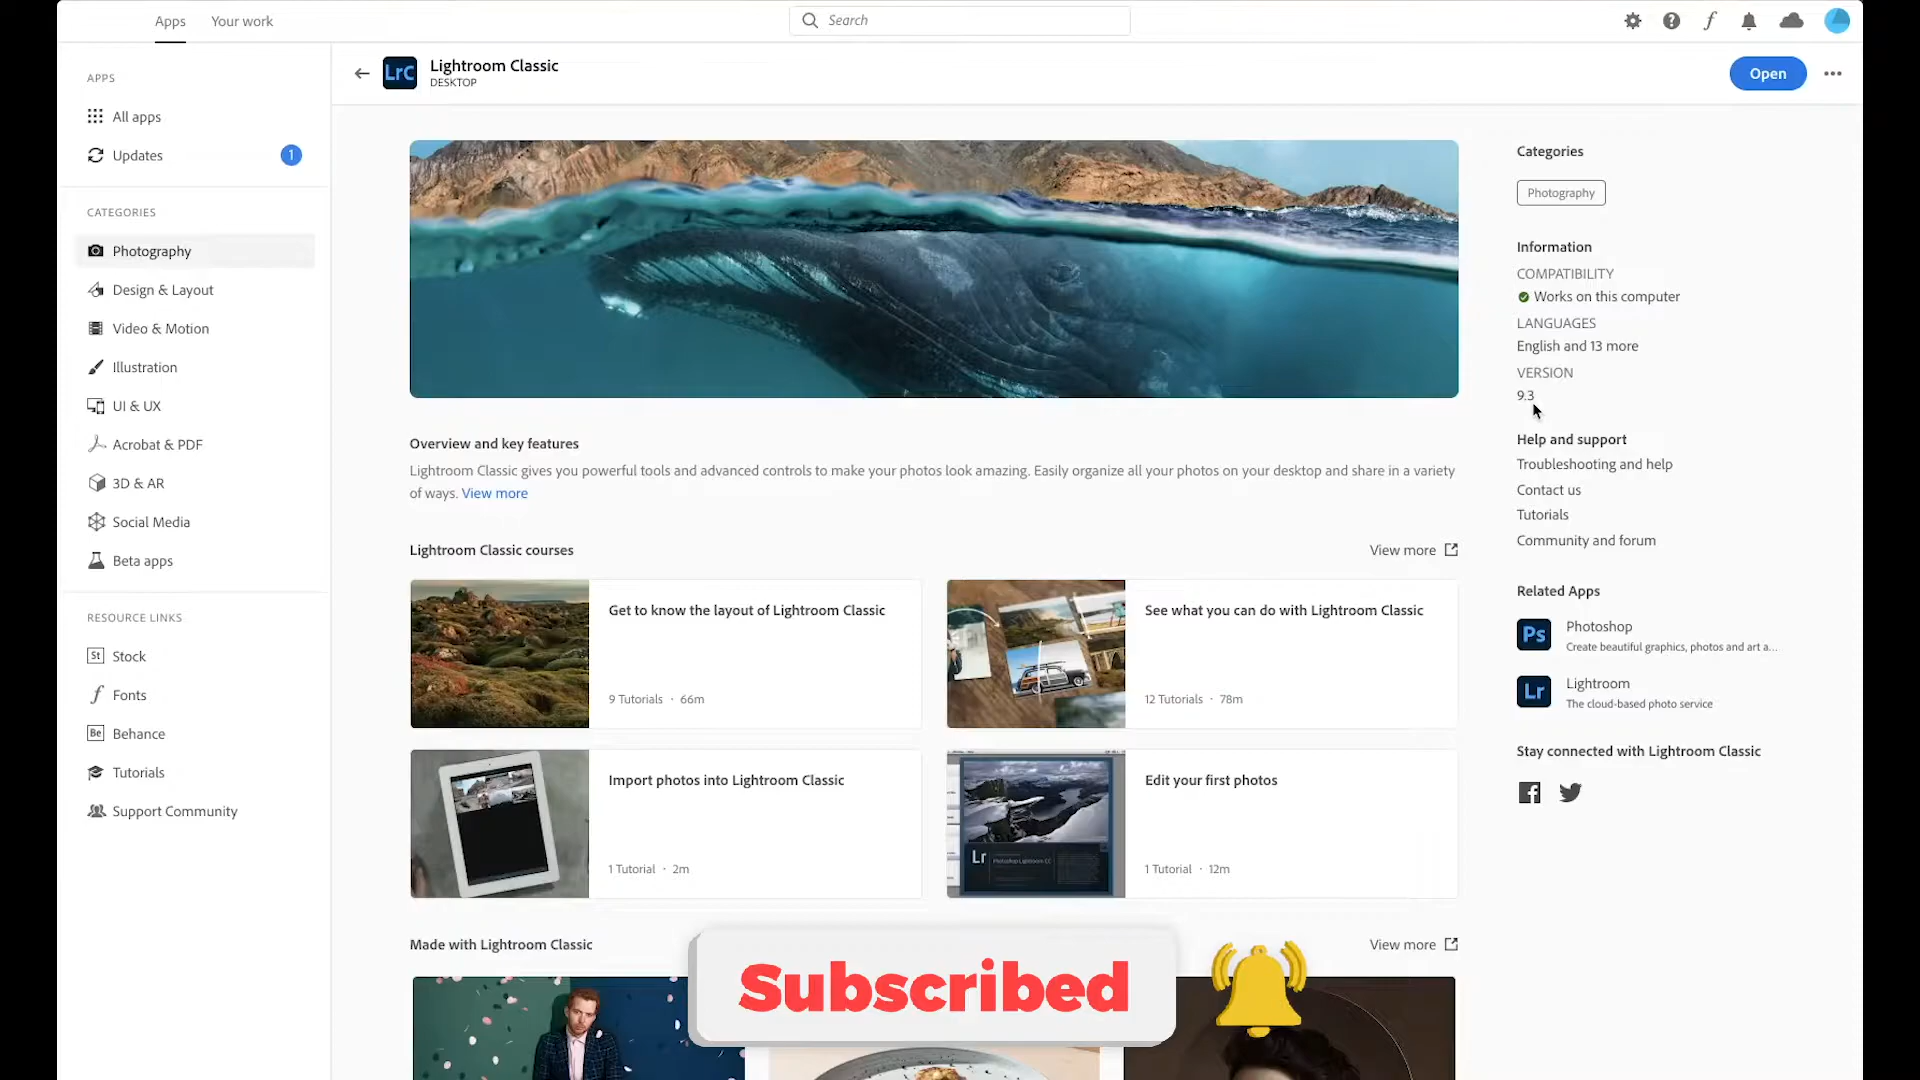 Apps
Your work
Search
LrC
Lightroom Classic
DESKTOP
Open
APPS
All apps
Updates
1
CATEGORIES
Photography
Design & Layout
Video & Motion
Illustration
UI & UX
Acrobat & PDF
3D & AR
Social Media
Beta apps
RESOURCE LINKS
St
Stock
Fonts
Be
Behance
Tutorials
Support Community
Overview and key features
Lightroom Classic gives you powerful tools and advanced controls to make your photos look amazing. Easily organize all your photos on your desktop and share in a variety
of ways. View more
Lightroom Classic courses
View more
Get to know the layout of Lightroom Classic
9 Tutorials · 66m
See what you can do with Lightroom Classic
12 Tutorials · 78m
Import photos into Lightroom Classic
1 Tutorial · 2m
Lr
Photoshop Lightroom CC
Edit your first photos
1 Tutorial · 12m
Made with Lightroom Classic
View more
Subscribed
Categories
Photography
Information
COMPATIBILITY
Works on this computer
LANGUAGES
English and 13 more
VERSION
9.3
Help and support
Troubleshooting and help
Contact us
Tutorials
Community and forum
Related Apps
Ps
Photoshop
Create beautiful graphics, photos and art a...
Lr
Lightroom
The cloud-based photo service
Stay connected with Lightroom Classic